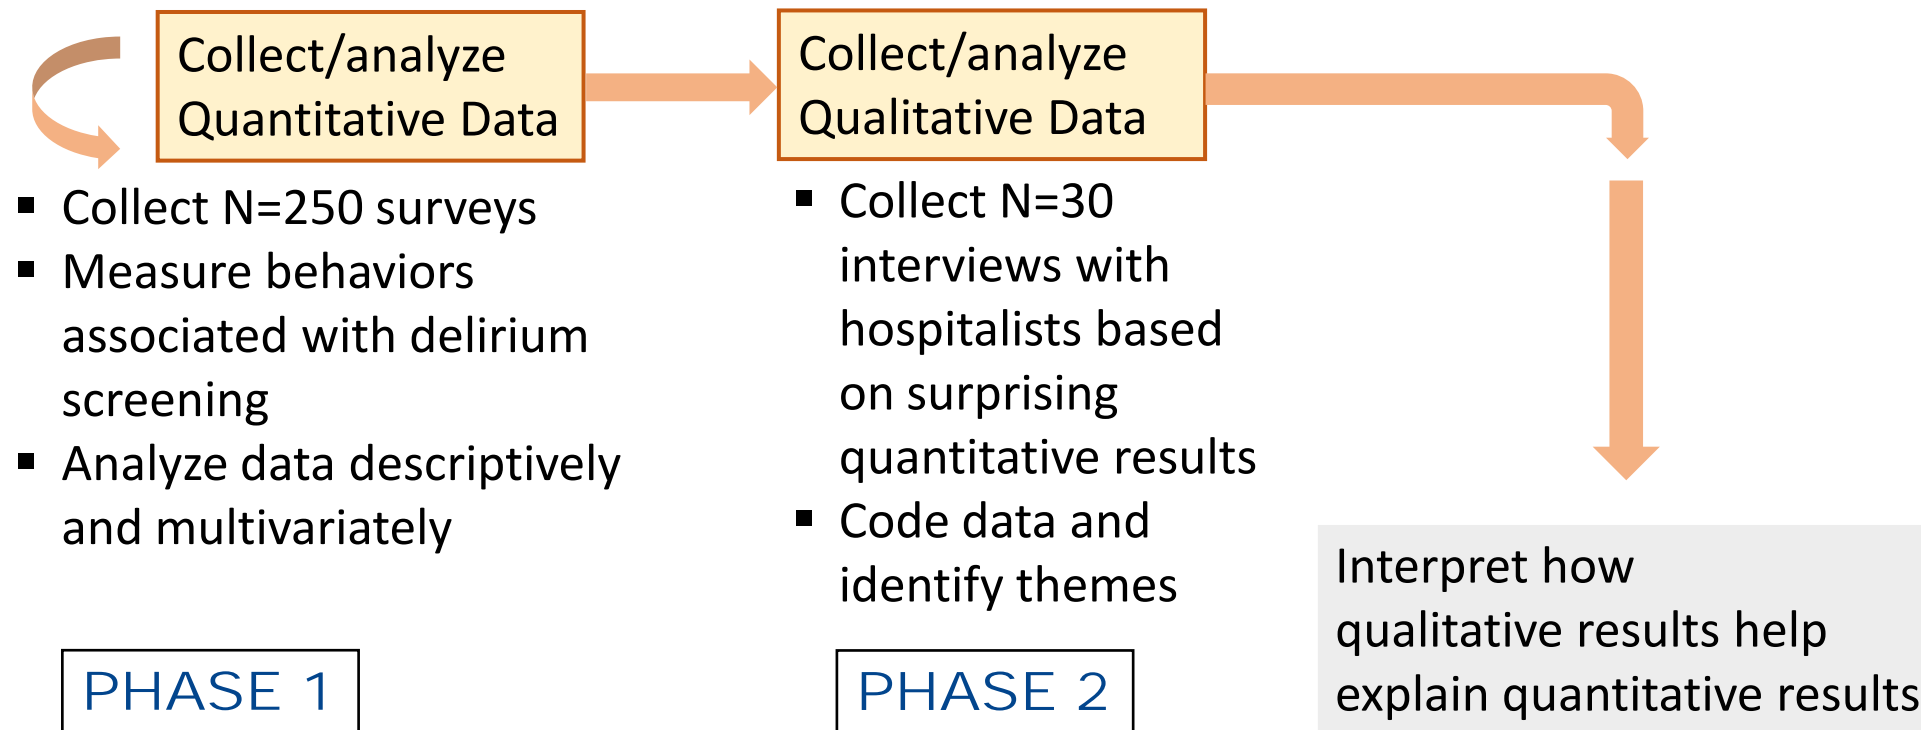 Collect/analyze
Quantitative Data
▪ Collect N=250 surveys
▪ Measure behaviors
associated with delirium
screening
▪ Analyze data descriptively
and multivariately
PHASE 1
Collect/analyze
Qualitative Data
▪ Collect N=30
interviews with
hospitalists based
on surprising
quantitative results
▪ Code data and
identify themes
PHASE 2
Interpret how
qualitative results help
explain quantitative results